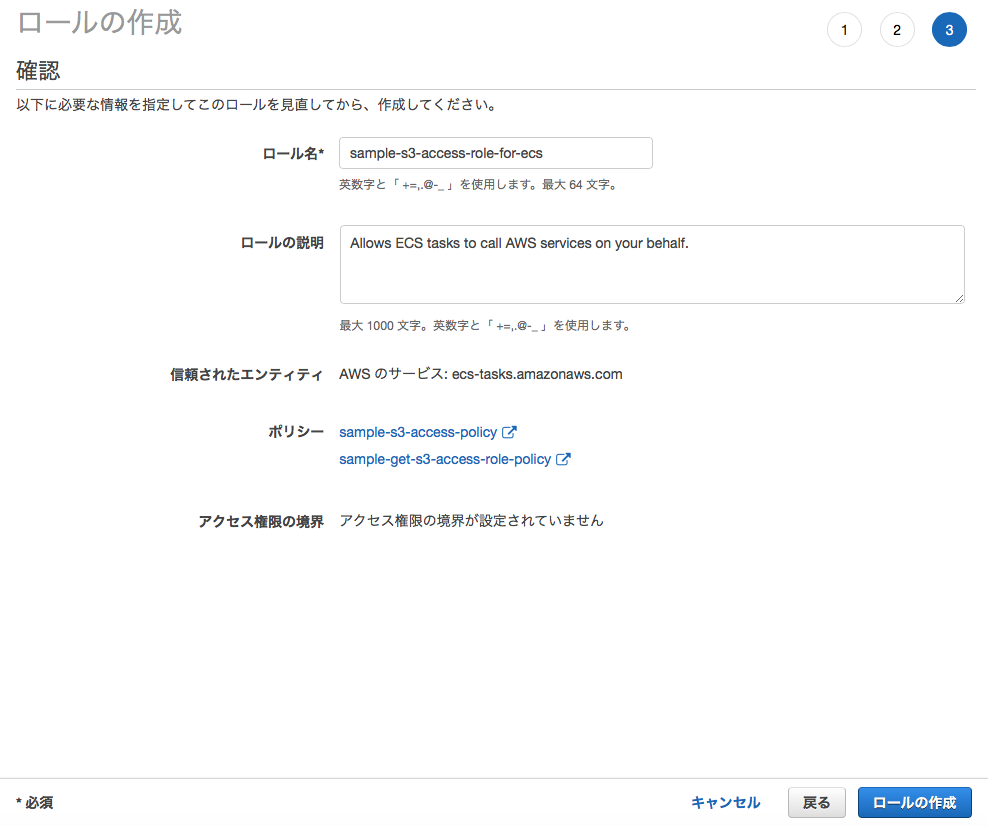 ロールの作成
1 2 3
確認
以下に必要な情報を指定してこのロールを見直してから、作成してください。
ロール名* sample-s3-access-role-for-ecs
英数字と「 +=,.@-_ 」を使用します。最大 64 文字。
ロールの説明 Allows ECS tasks to call AWS services on your behalf.
最大 1000 文字。英数字と「 +=,.@-_ 」を使用します。
信頼されたエンティティ AWS のサービス: ecs-tasks.amazonaws.com
ポリシー sample-s3-access-policy
sample-get-s3-access-role-policy
アクセス権限の境界 アクセス権限の境界が設定されていません
* 必須 キャンセル 戻る ロールの作成